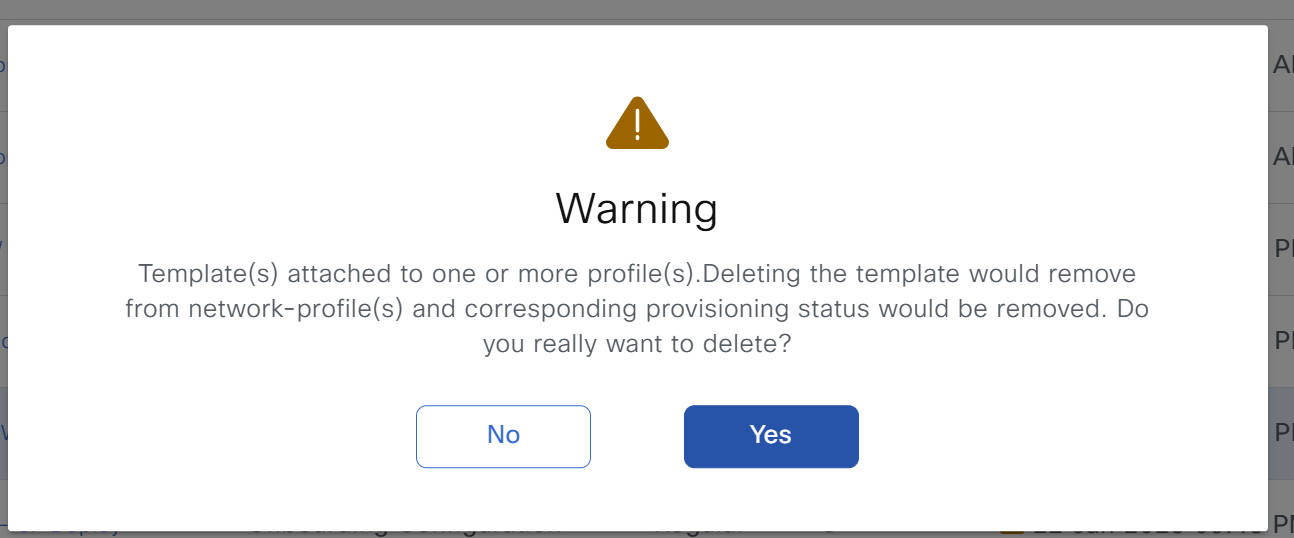 Warning
Template(s) attached to one or more profile(s).Deleting the template would remove
from network-profile(s) and corresponding provisioning status would be removed. Do
you really want to delete?
No
Yes